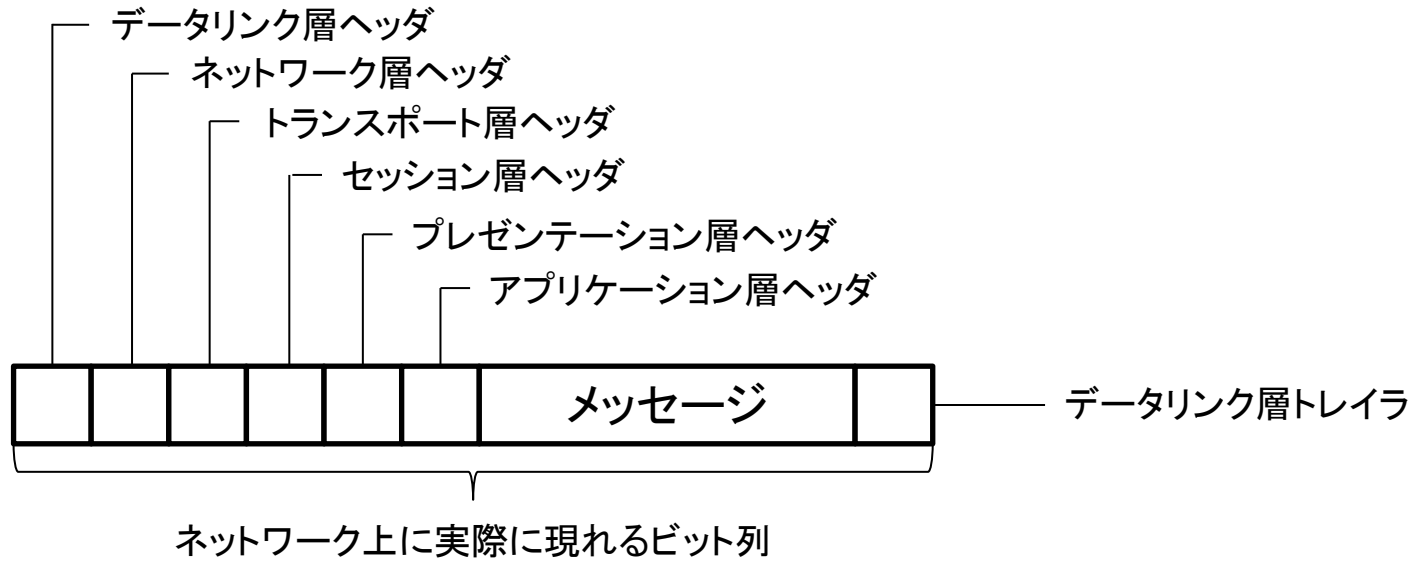 データリンク層ヘッダ
ネットワーク層ヘッダ
トランスポート層ヘッダ
セッション層ヘッダ
プレゼンテーション層ヘッダ
アプリケーション層ヘッダ
メッセージ
データリンク層トレイラ
ネットワーク上に実際に現れるビット列